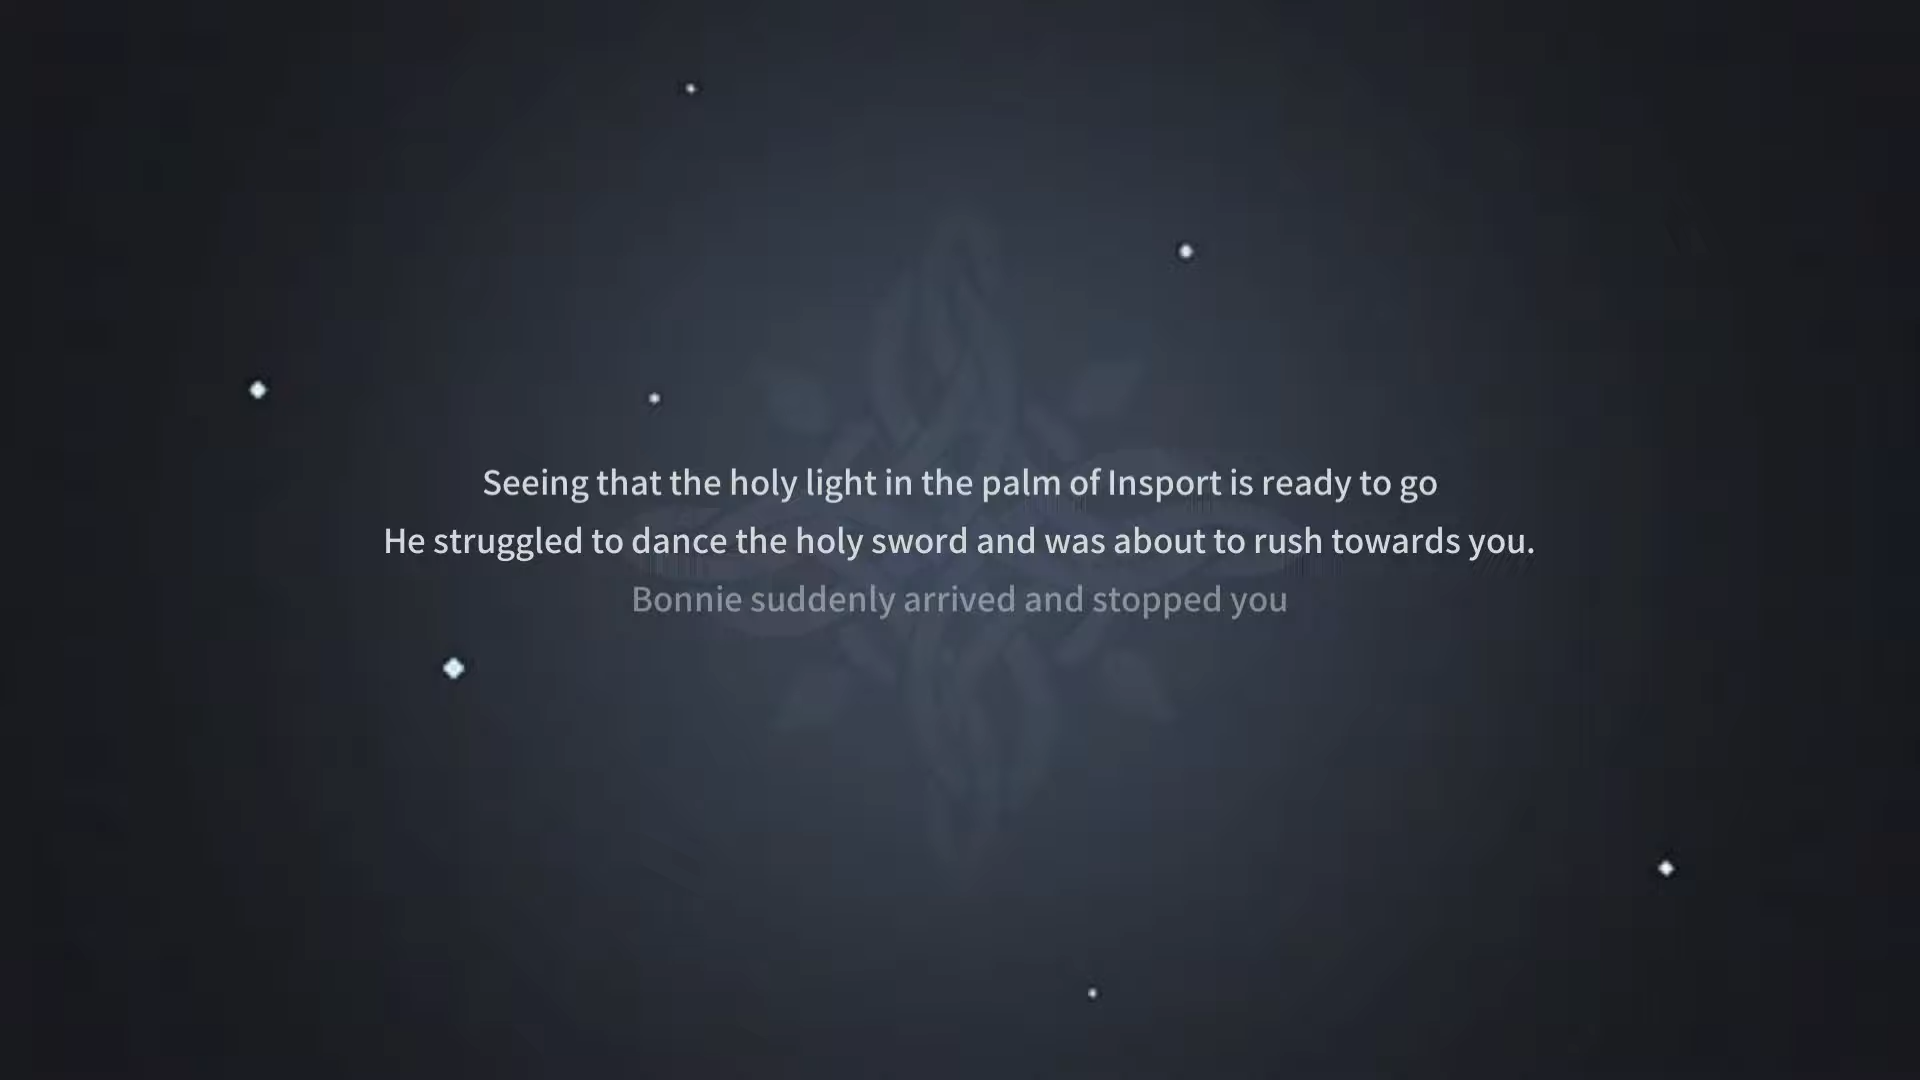 Seeing that the holy light in the palm of Insport is ready to go
He struggled to dance the holy sword and was about to rush towards you.
Bonnie suddenly arrived and stopped you